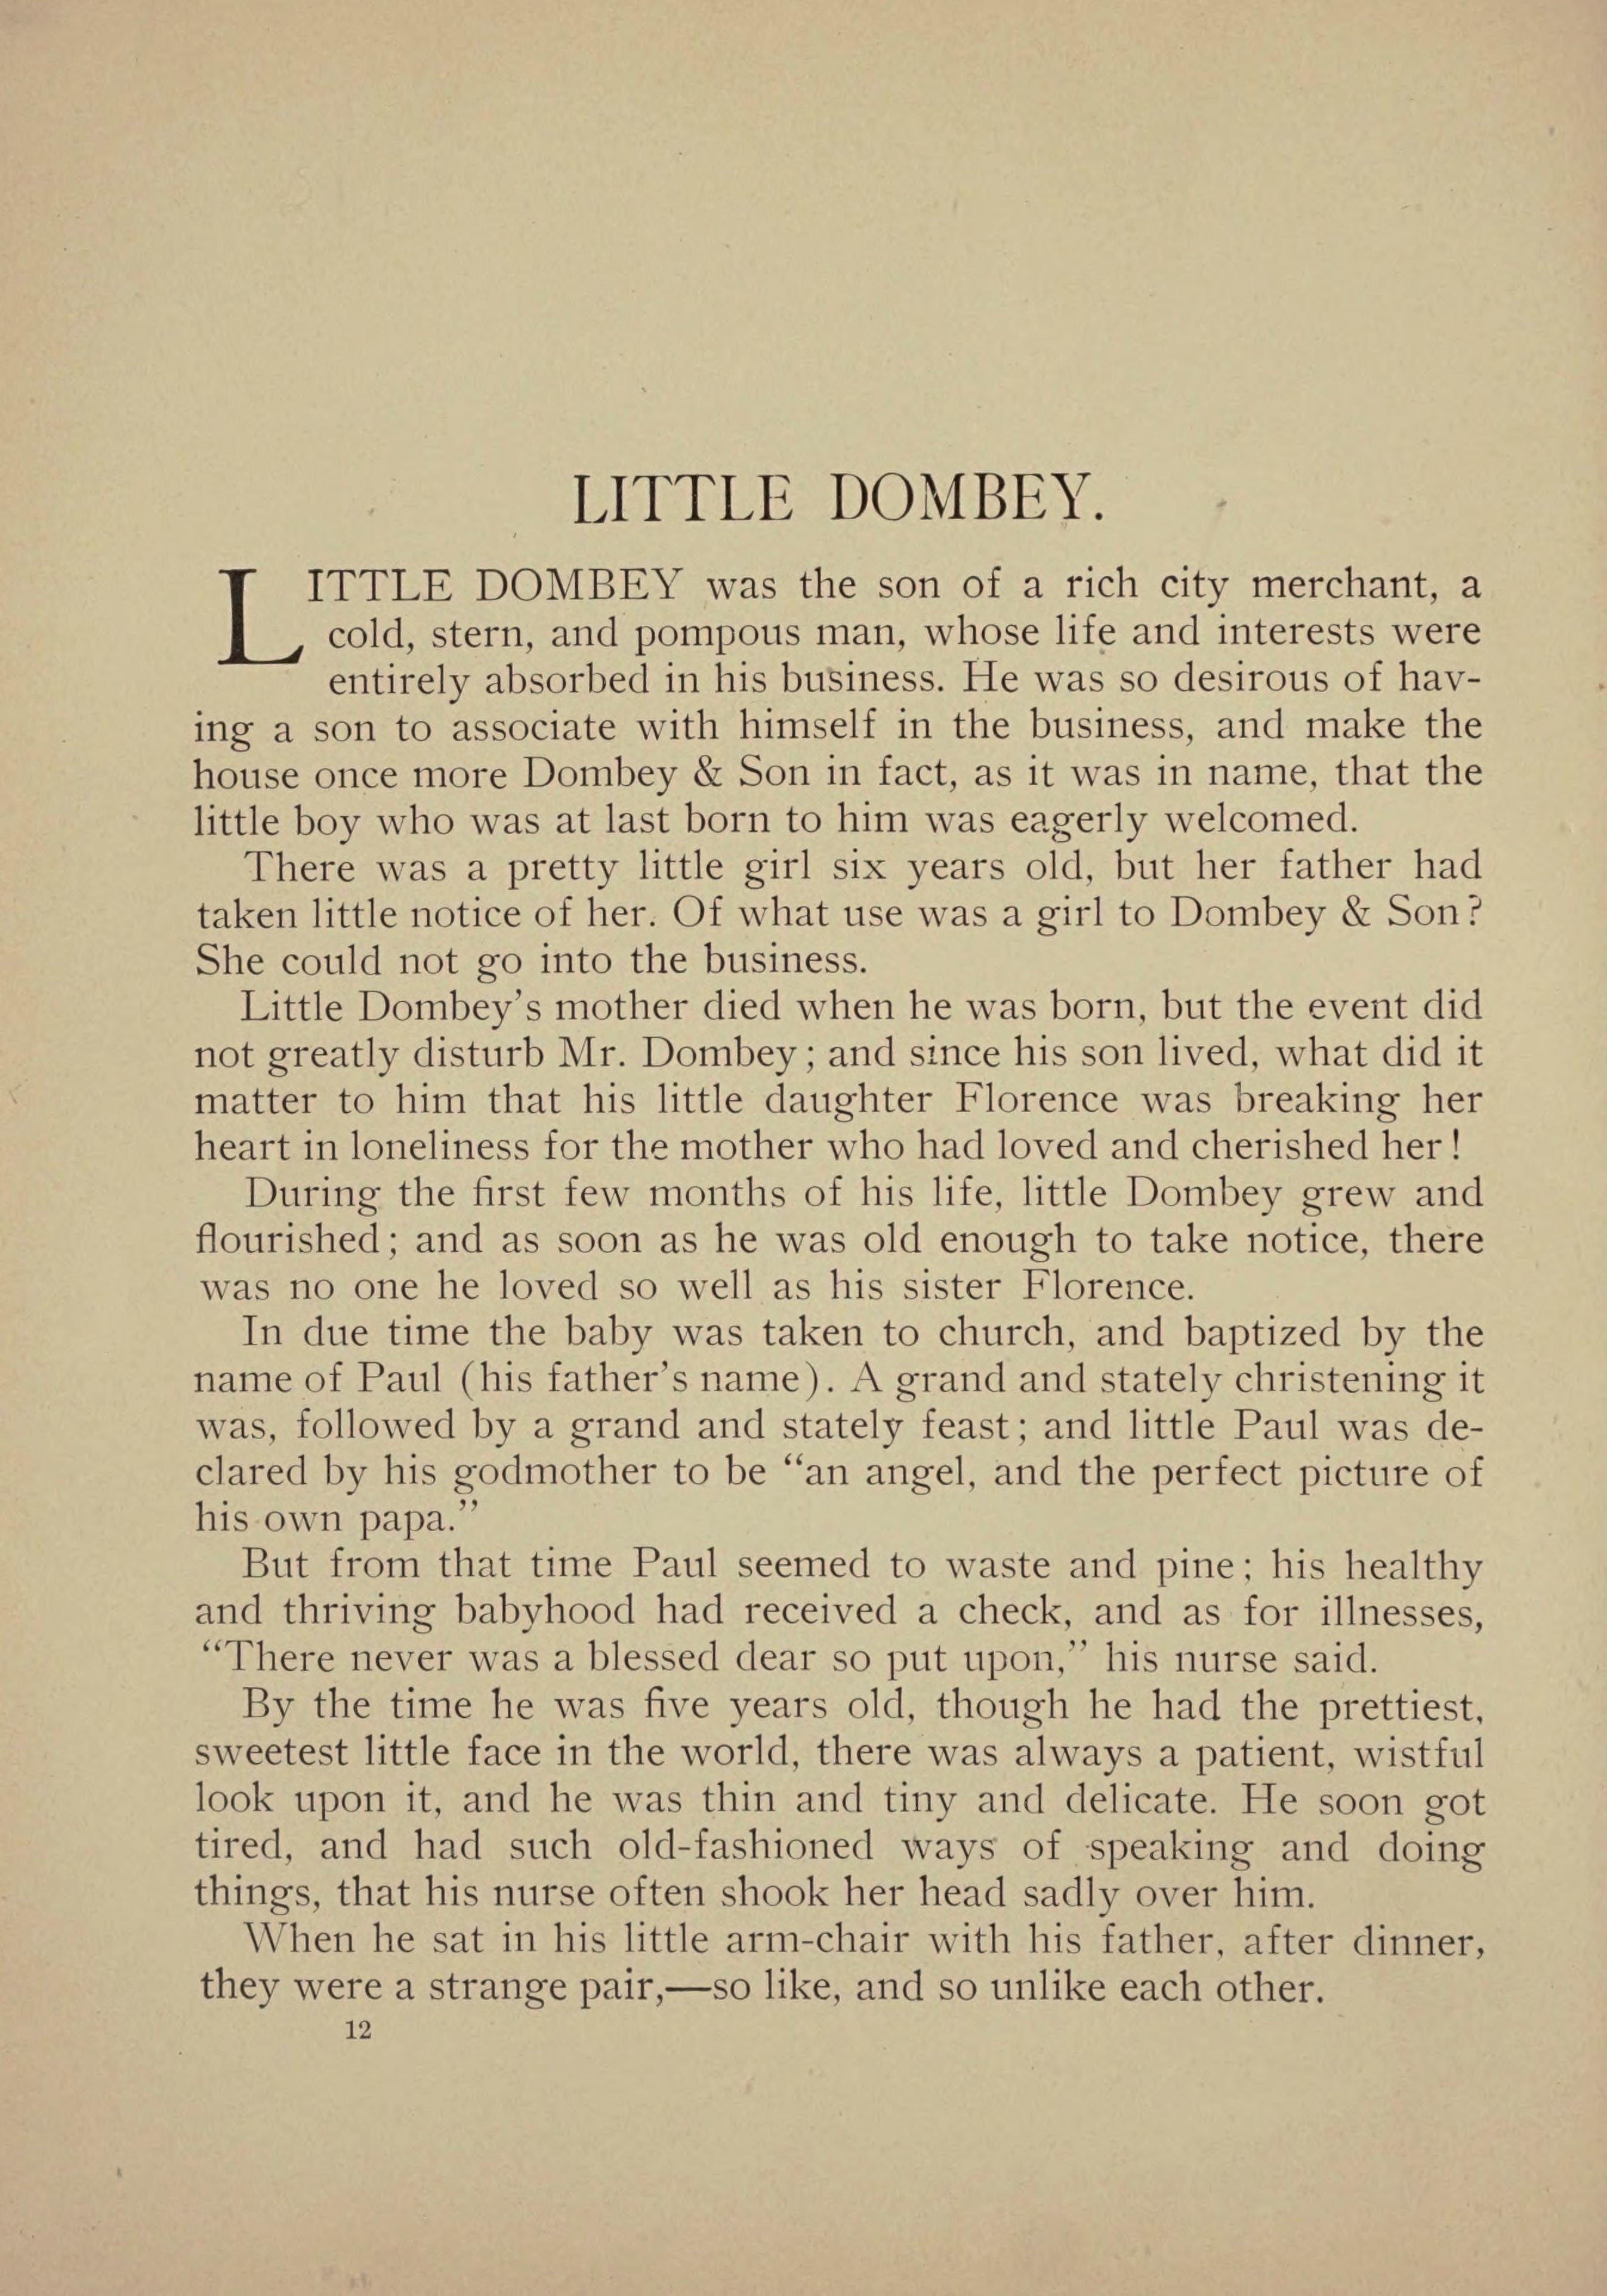 LITTLE DOMBEY.
LITTLE DOMBEY was the son of a rich city merchant, a
cold, stern, and pompous man, whose life and interests were
entirely absorbed in his business. He was so desirous of hav-
ing a son to associate with himself in the business, and make the
house once more Dombey & Son in fact, as it was in name, that the
little boy who was at last born to him was eagerly welcomed.
There was a pretty little girl six years old, but her father had
taken little notice of her. Of what use was a girl to Dombey & Son?
She could not go into the business.
Little Dombey’s mother died when he was born, but the event did
not greatly disturb Mr. Dombey; and since his son lived, what did it
matter to him that his little daughter Florence was breaking her
heart in loneliness for the mother who had loved and cherished her!
During the first few months of his life, little Dombey grew and
flourished; and as soon as he was old enough to take notice, there
was no one he loved so well as his sister Florence.
In due time the baby was taken to church, and baptized by the
name of Paul (his father’s name). A grand and stately christening it
was, followed by a grand and stately feast; and little Paul was de-
clared by his godmother to be “an angel, and the perfect picture of
his own papa.”
But from that time Paul seemed to waste and pine; his healthy
and thriving babyhood had received a check, and as for illnesses,
“There never was a blessed dear so put upon,” his nurse said.
By the time he was five years old, though he had the prettiest,
sweetest little face in the world, there was always a patient, wistful
look upon it, and he was thin and tiny and delicate. He soon got
tired, and had such old-fashioned ways of speaking and doing
things, that his nurse often shook her head sadly over him.
When he sat in his little arm-chair with his father, after dinner,
they were a strange pair,—so like, and so unlike each other.
12